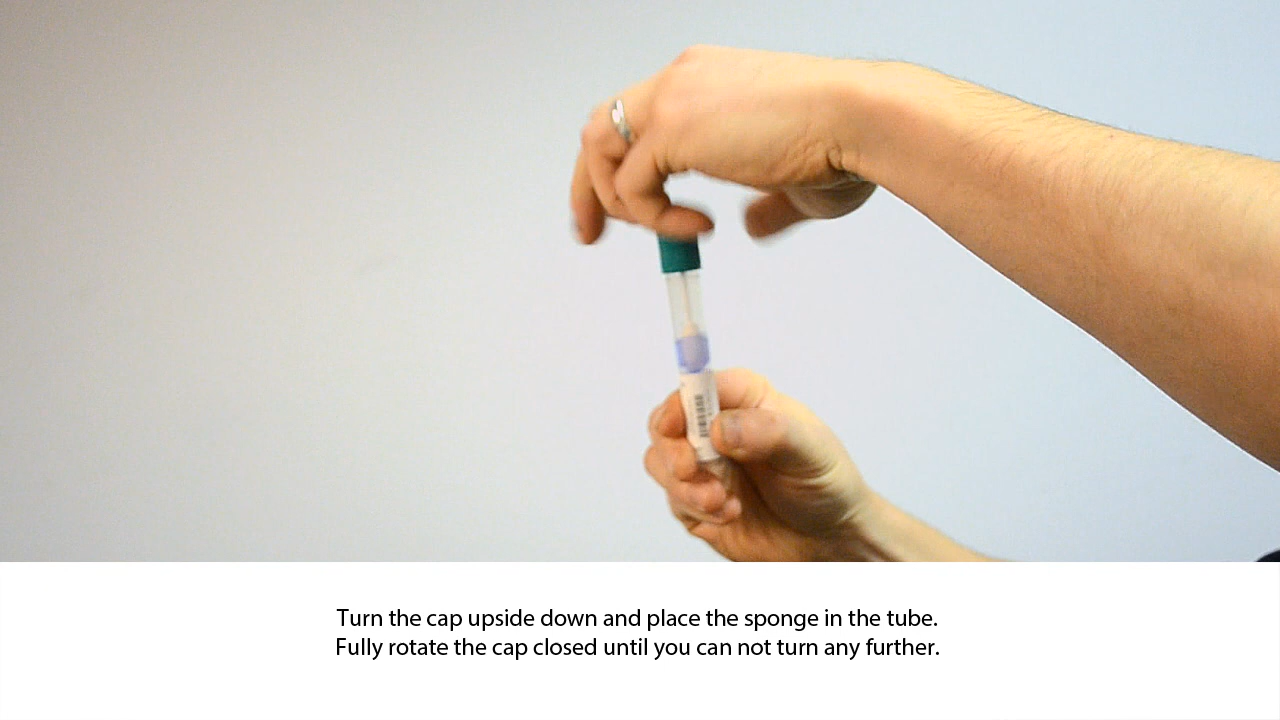 Turn the cap upside down and place the sponge in the tube.
Fully rotate the cap closed until you can not turn any further.